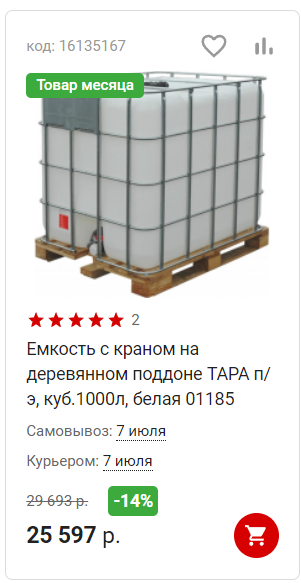 код: 16135167
Товар месяца
2
Емкость с краном на
деревянном поддоне ТАРА п/
э, куб.1000л, белая 01185
Самовывоз: 7 июля
Курьером: 7 июля
29 693 р.
-14%
25 597 р.